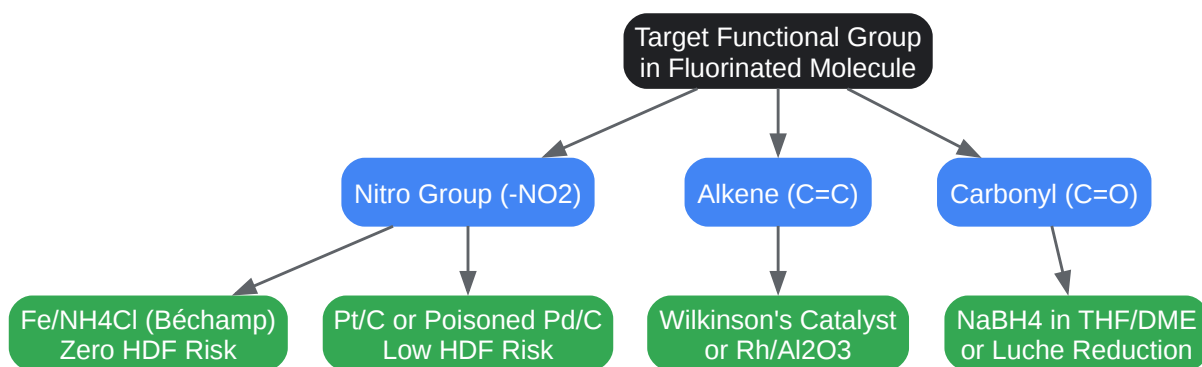 Target Functional Group
in Fluorinated Molecule
Nitro Group (-NO2)
Alkene (C=C)
Carbonyl (C=O)
Fe/NH4Cl (Béchamp)
Zero HDF Risk
Pt/C or Poisoned Pd/C
Low HDF Risk
Wilkinson's Catalyst
or Rh/Al2O3
NaBH4 in THF/DME
or Luche Reduction